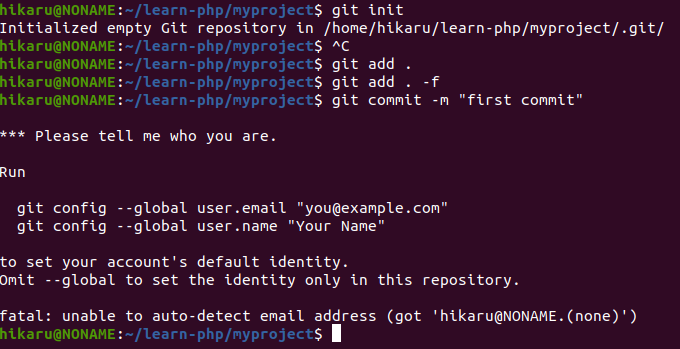 hikaru@NONAME:~/learn-php/myproject$ git init
Initialized empty Git repository in /home/hikaru/learn-php/myproject/.git/
hikaru@NONAME:~/learn-php/myproject$ ^C
hikaru@NONAME:~/learn-php/myproject$ git add .
hikaru@NONAME:~/learn-php/myproject$ git add . -f
hikaru@NONAME:~/learn-php/myproject$ git commit -m "first commit"

*** Please tell me who you are.

Run

  git config --global user.email "you@example.com"
  git config --global user.name "Your Name"

to set your account's default identity.
Omit --global to set the identity only in this repository.

fatal: unable to auto-detect email address (got 'hikaru@NONAME.(none)')
hikaru@NONAME:~/learn-php/myproject$